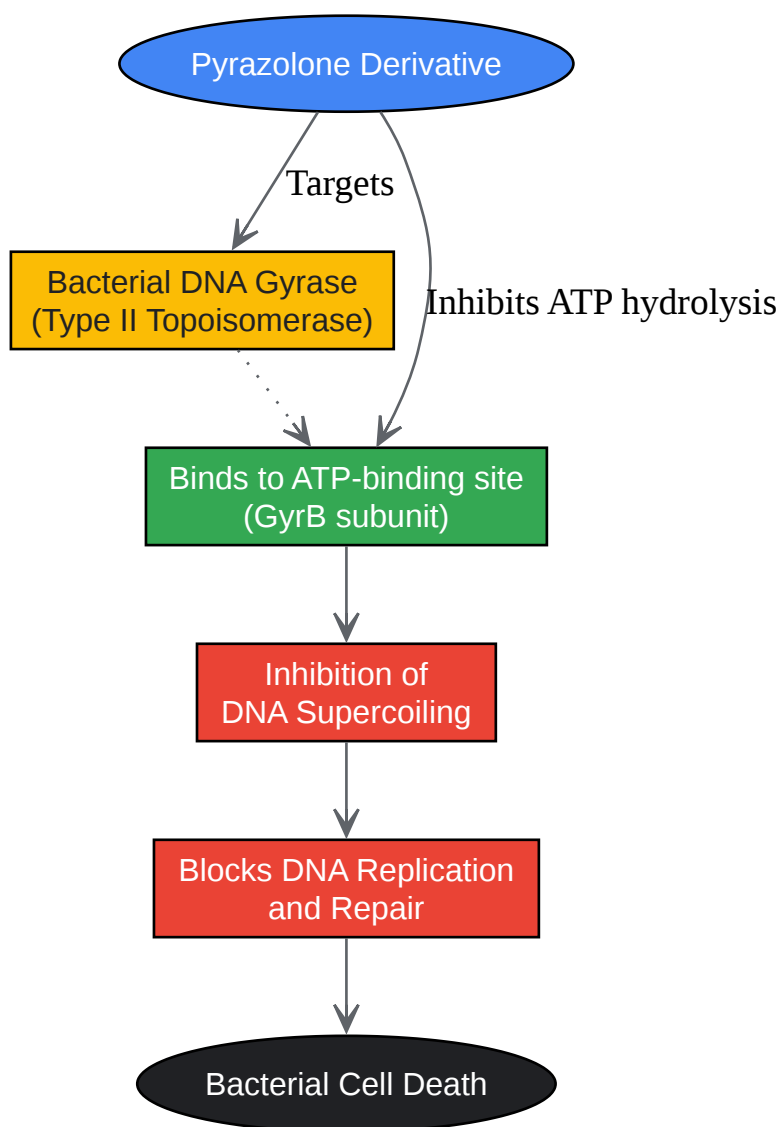 Pyrazolone Derivative
Targets
Bacterial DNA Gyrase
(Type II Topoisomerase)
Inhibits ATP hydrolysis
Binds to ATP-binding site
(GyrB subunit)
Inhibition of
DNA Supercoiling
Blocks DNA Replication
and Repair
Bacterial Cell Death